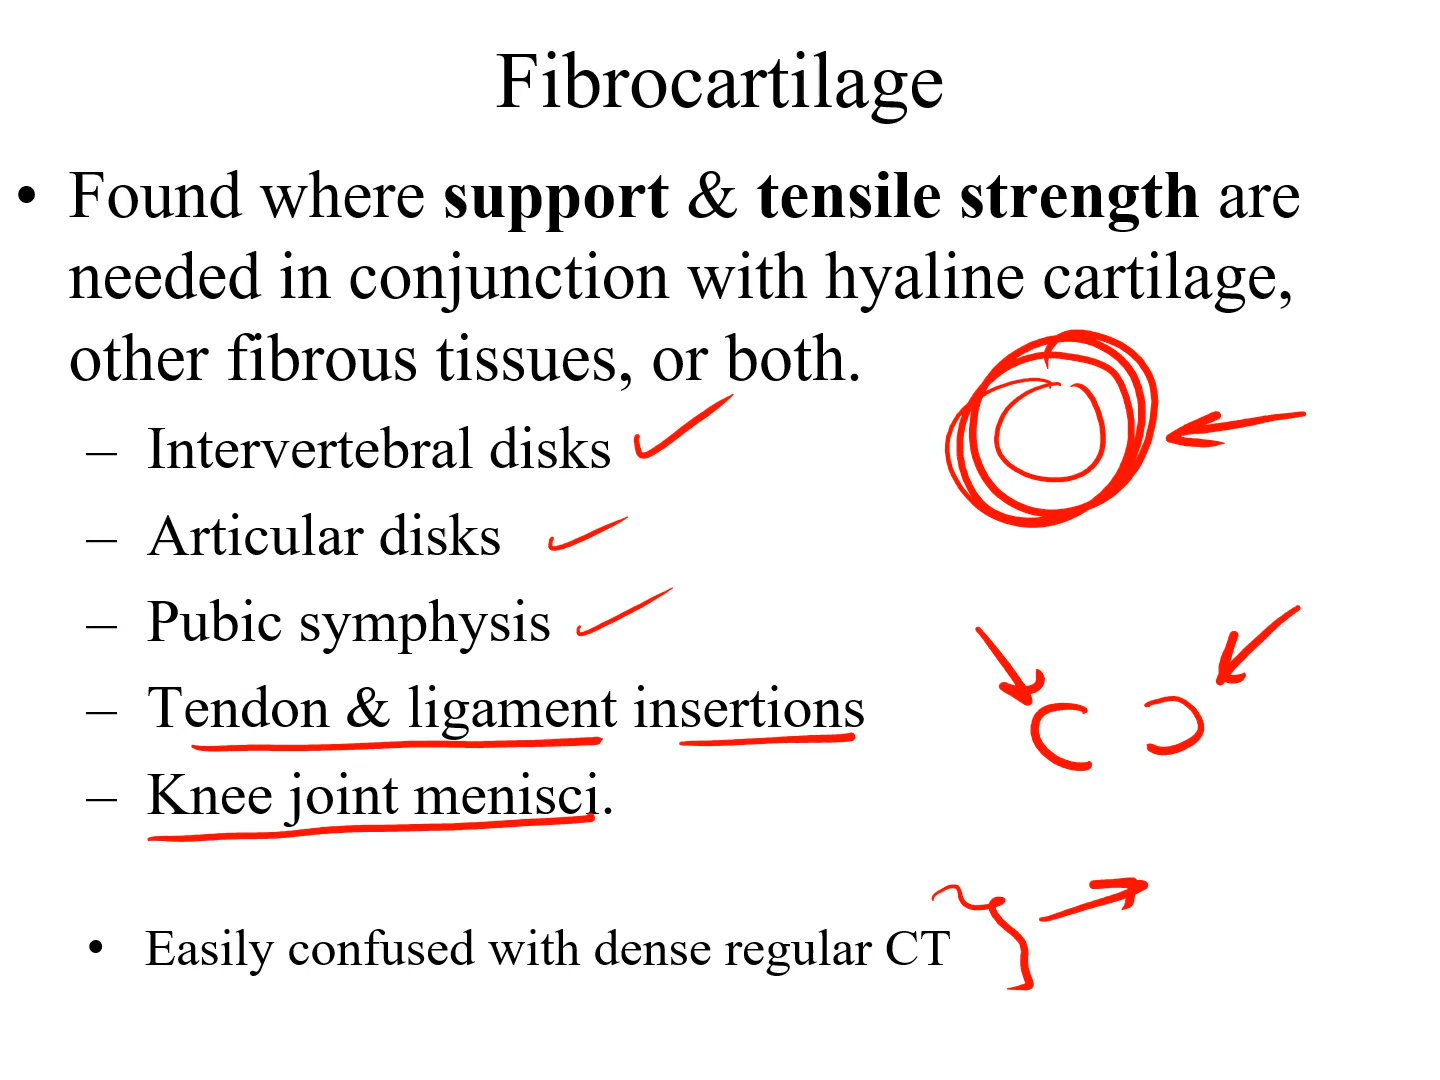 Fibrocartilage
• Found where support & tensile strength are
needed in conjunction with hyaline cartilage,
other fibrous tissues, or both.
– Intervertebral disks
– Articular disks
– Pubic symphysis
– Tendon & ligament insertions
– Knee joint menisci.
• Easily confused with dense regular CT